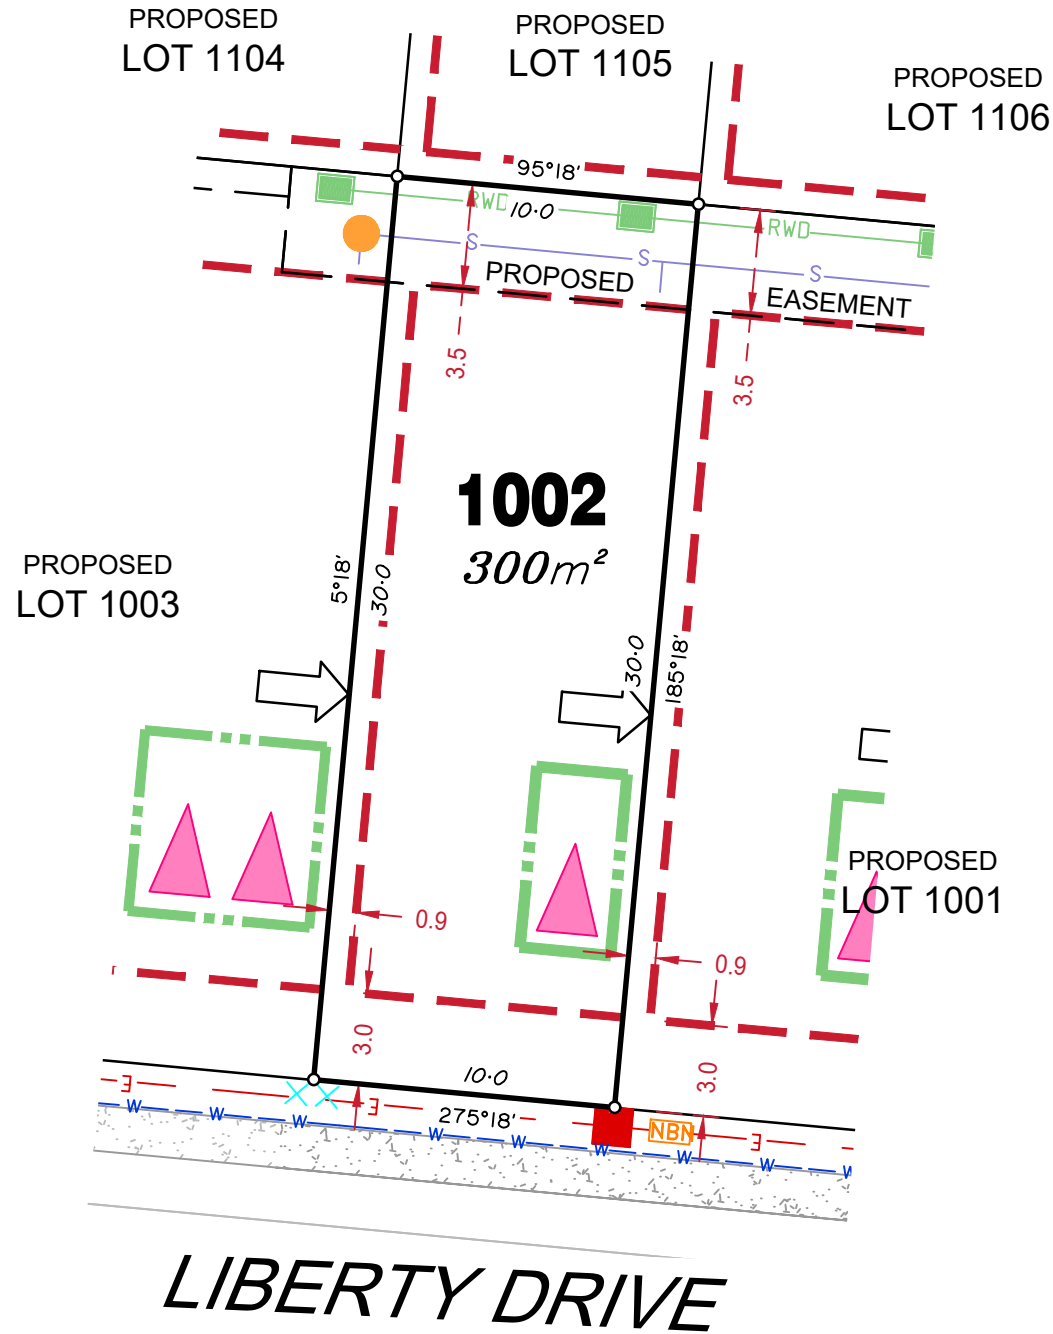 PROPOSED
LOT 1104
PROPOSED
LOT 1105
PROPOSED
LOT 1106
95°18'
RWD
10·0
RWD
S
S
S
PROPOSED
EASEMENT
3.5
3.5
1002
300m²
PROPOSED
LOT 1003
5°18'
30·0
30·0
185°18'
PROPOSED
LOT 1001
0.9
0.9
3.0
3.0
10·0
E
E
275°18'
NBN
E
W
W
W
W
W
W
W
W
W
LIBERTY DRIVE